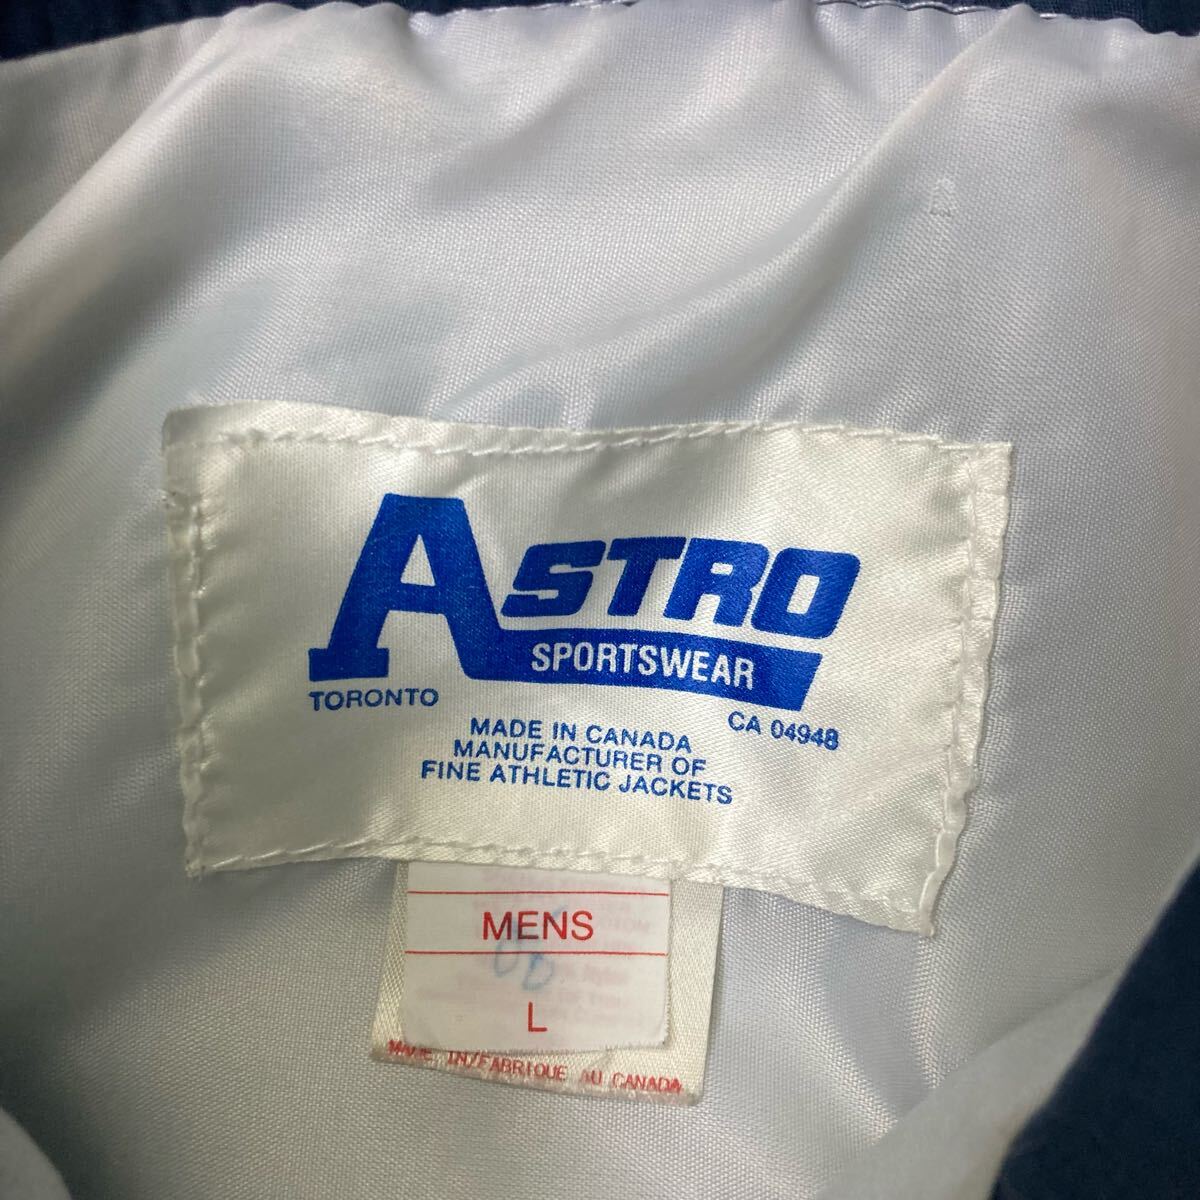 ASTRO
SPORTSWEAR
TORONTO
CA 04948
MADE IN CANADA
MANUFACTURER OF
FINE ATHLETIC JACKETS
MENS
L
MADE IN/FABRIQUE AU CANADA